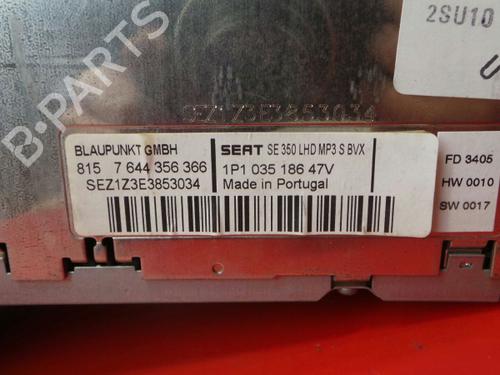 2SU10
B-PARTS
SEZ1Z3E3853034
BLAUPUNKT GMBH
815 7 644 356 366
SEZ1Z3E3853034
SEAT SE 350 LHD MP3 S BVX
1P1 035 186 47V
Made in Portugal
FD 3405
HW 0010
SW 0017